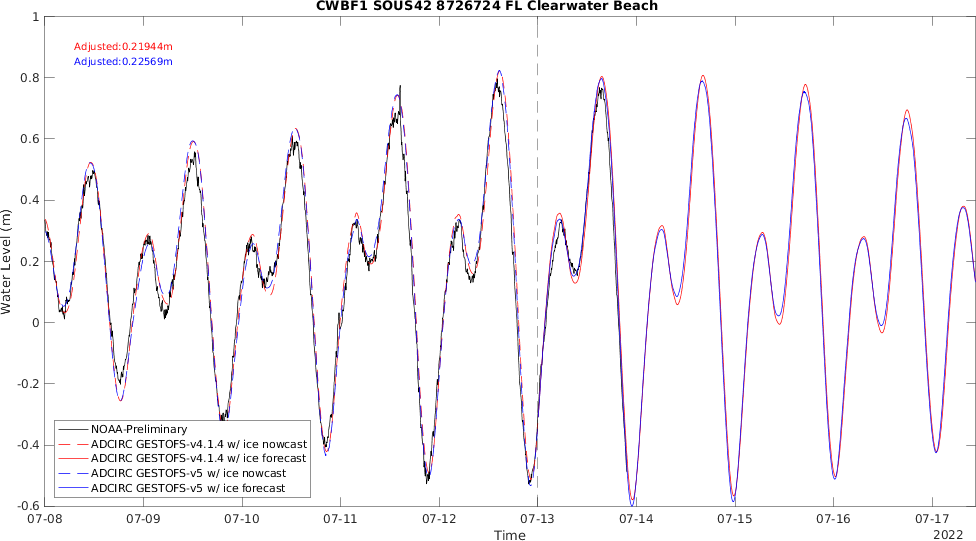 CWBF1 SOUS42 8726724 FL Clearwater Beach
Adjusted:0.21944m
Adjusted:0.22569m
1
0.8
0.6
0.4
0.2
0
-0.2
-0.4
-0.6
Water Level (m)
NOAA-Preliminary
ADCIRC GESTOFS-v4.1.4 w/ ice nowcast
ADCIRC GESTOFS-v4.1.4 w/ ice forecast
ADCIRC GESTOFS-v5 w/ ice nowcast
ADCIRC GESTOFS-v5 w/ ice forecast
07-08 07-09 07-10 07-11 07-12 07-13 07-14 07-15 07-16 07-17
Time
2022